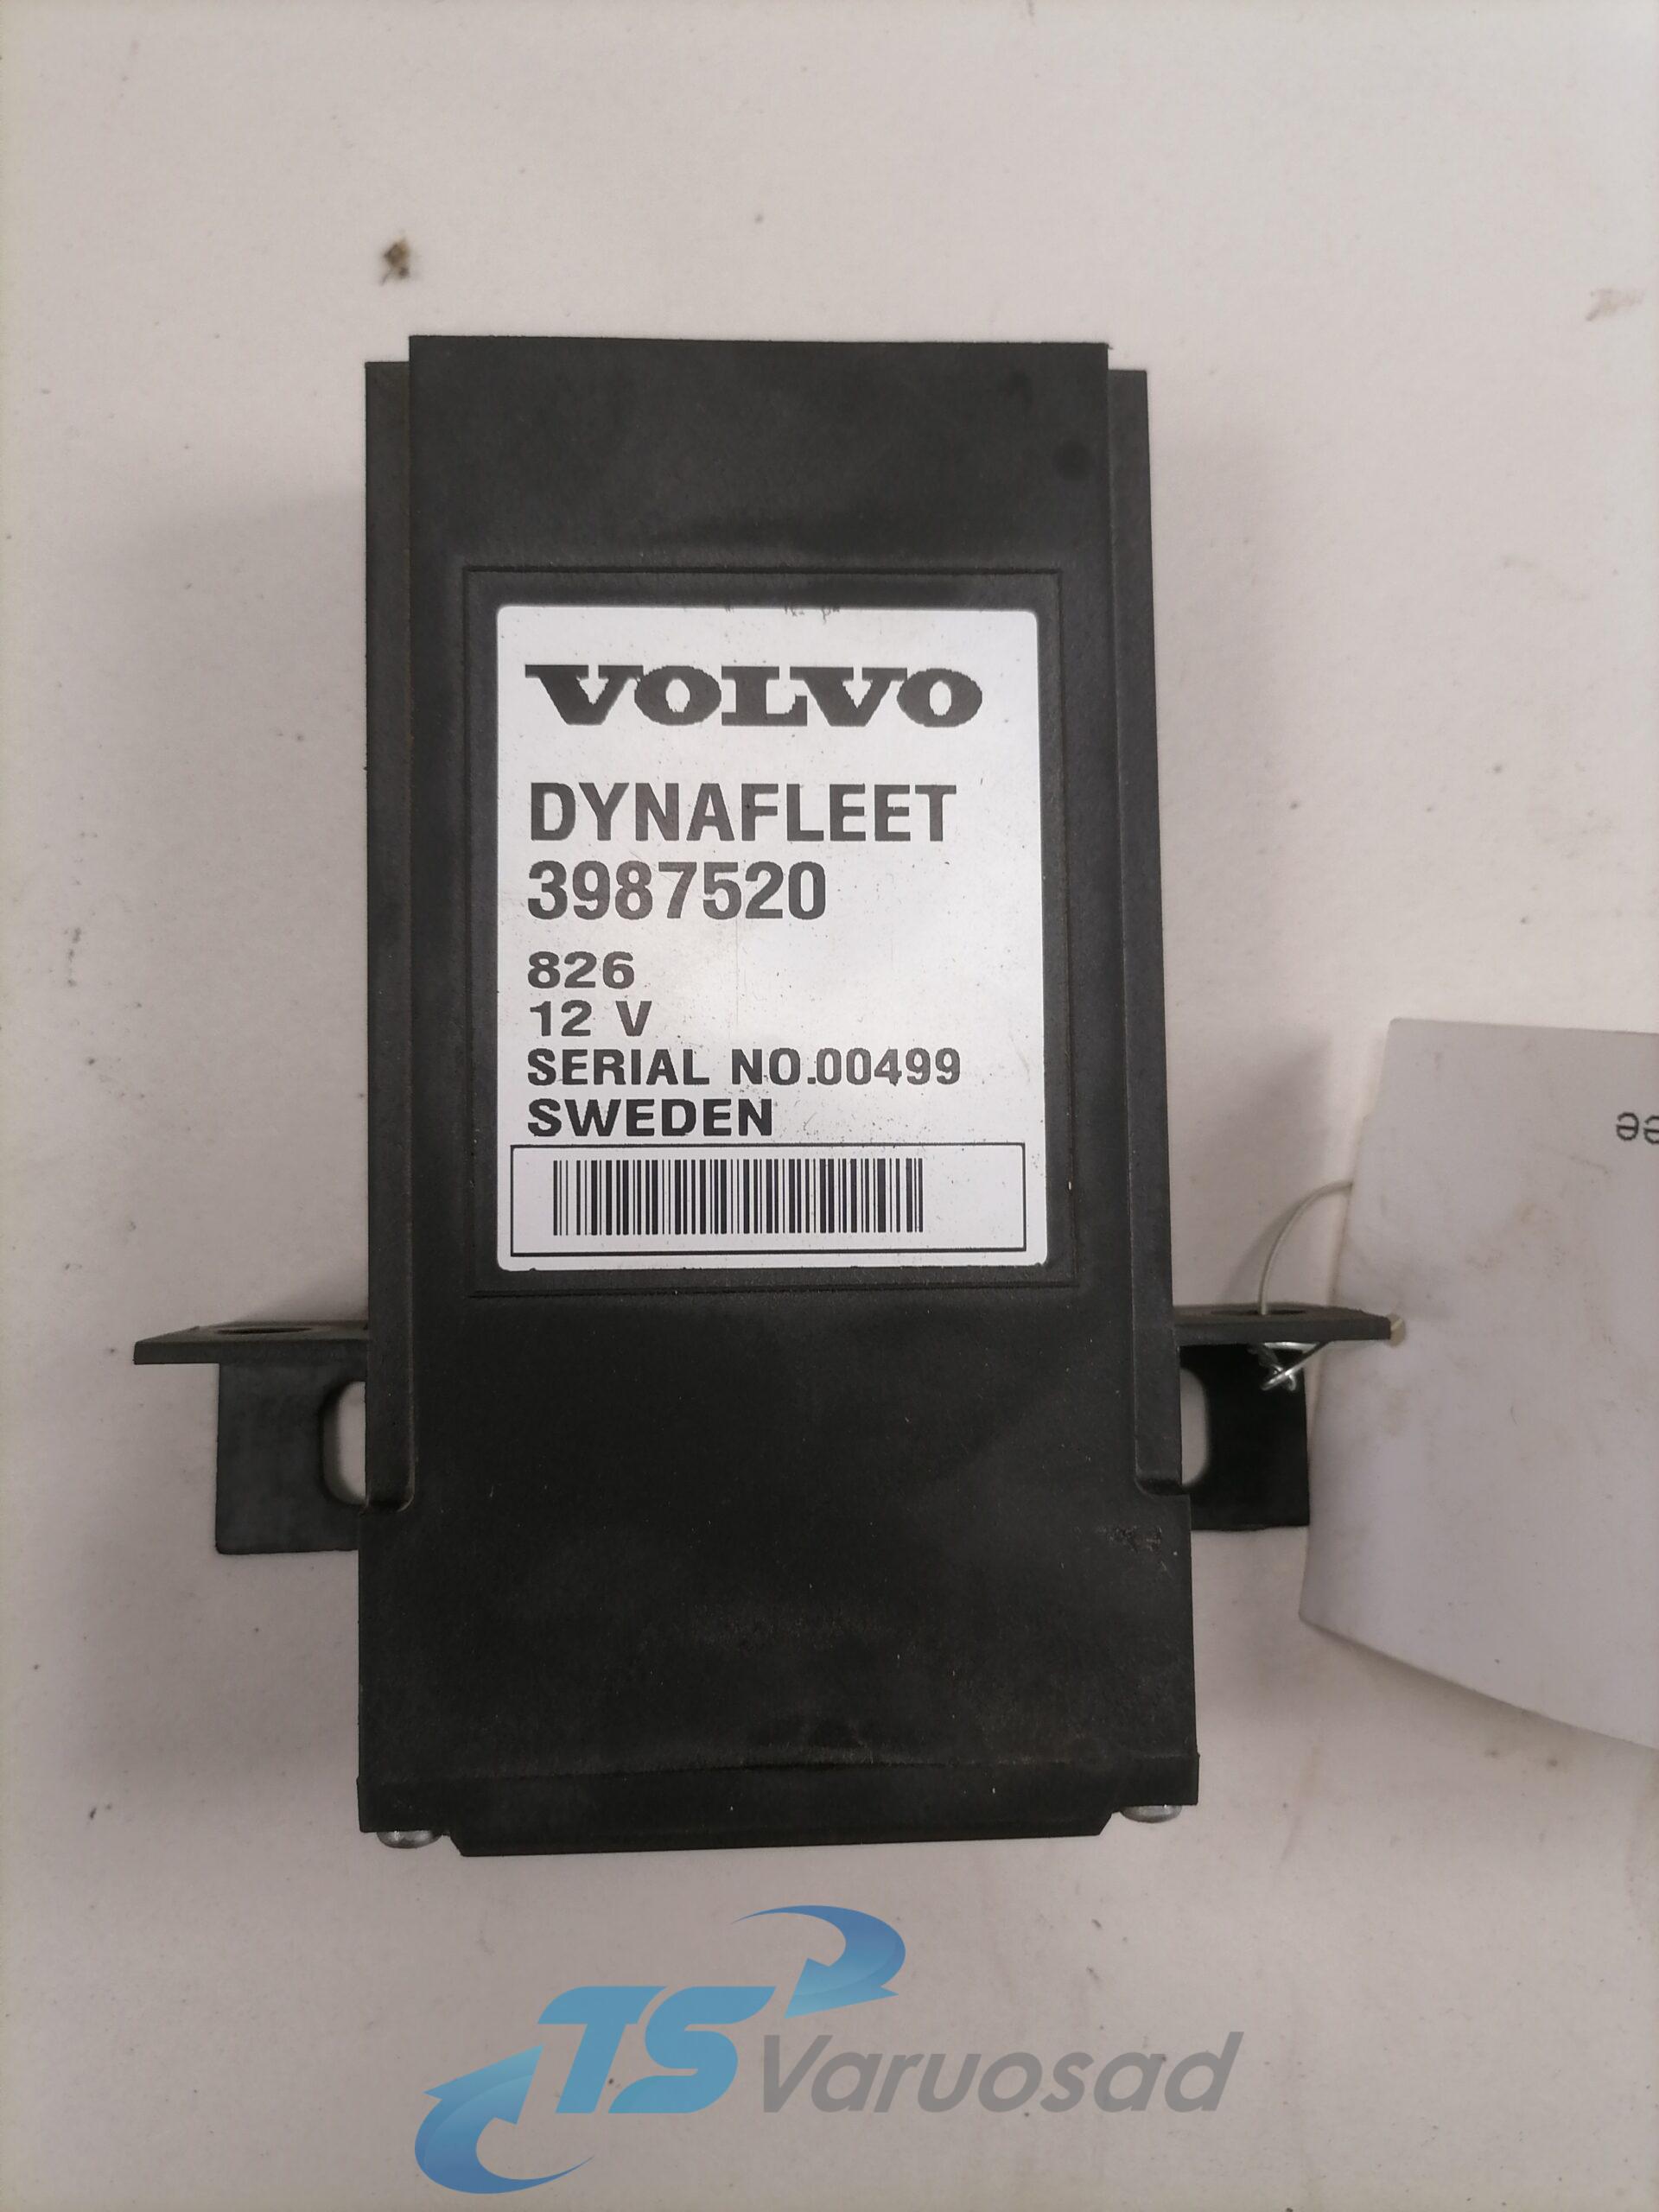 VOLVO
DYNAFLEET
3987520
826
12 V
SERIAL NO.00499
SWEDEN
TS Varuosad